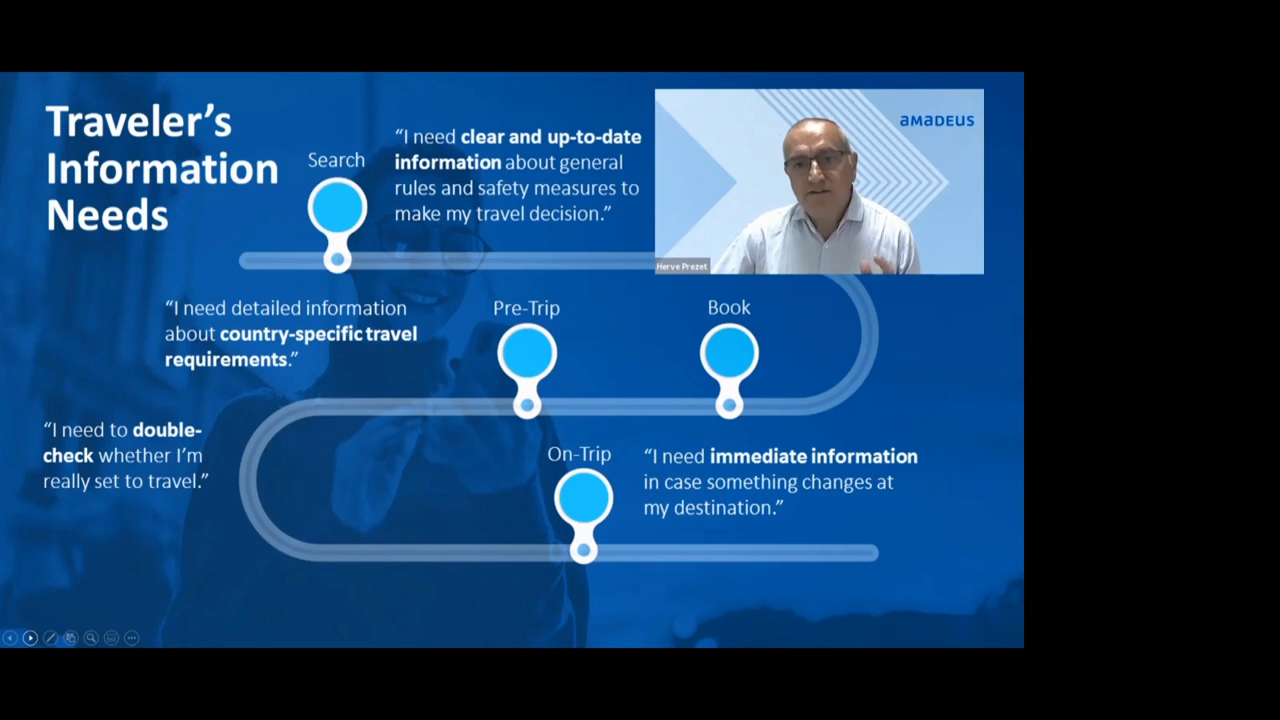 Traveler's
Information
Needs
Search
“I need clear and up-to-date
information about general
rules and safety measures to
make my travel decision.”
amadeus
Herve Prezet
“I need detailed information
about country-specific travel
requirements.”
Pre-Trip
Book
“I need to double-
check whether I’m
really set to travel.”
On-Trip
“I need immediate information
in case something changes at
my destination.”